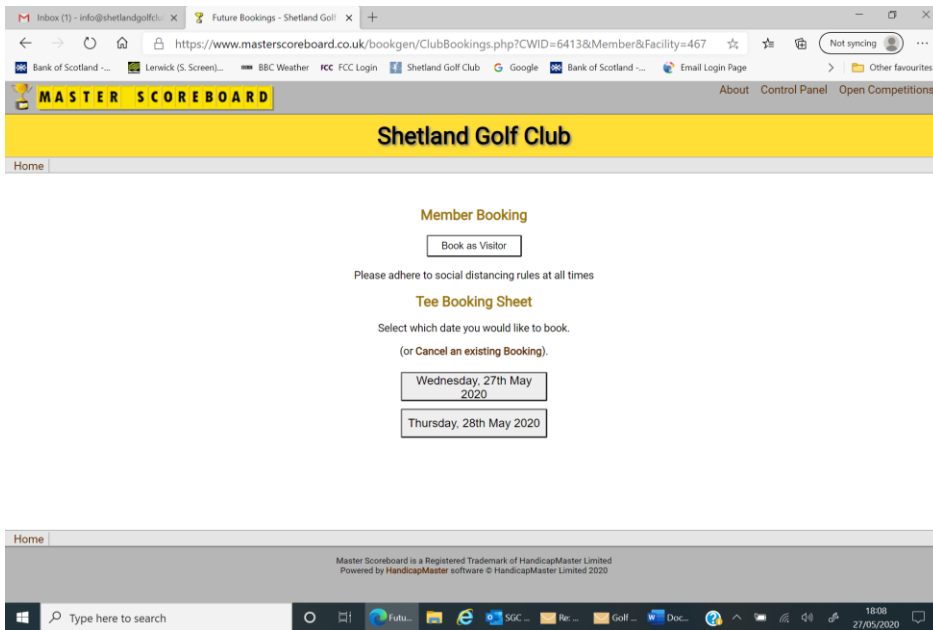 Inbox (1) - info@shetlandgolfclu
Future Bookings - Shetland Golf
https://www.masterscoreboard.co.uk/bookgen/ClubBookings.php?CWID=6413&Member&Facility=467
Not syncing
Bank of Scotland -... Lerwick (S. Screen)... BBC Weather FCC FCC Login Shetland Golf Club Google Bank of Scotland -... Email Login Page Other favourites
MASTER SCOREBOARD
About Control Panel Open Competitions
Shetland Golf Club
Home
Member Booking
Book as Visitor
Please adhere to social distancing rules at all times
Tee Booking Sheet
Select which date you would like to book.
(or Cancel an existing Booking).
Wednesday, 27th May
2020
Thursday, 28th May 2020
Home
Master Scoreboard is a Registered Trademark of HandicapMaster Limited
Powered by HandicapMaster software © HandicapMaster Limited 2020
Type here to search
Futu... SGC ... Re: ... Golf ... Doc...
18:08
27/05/2020